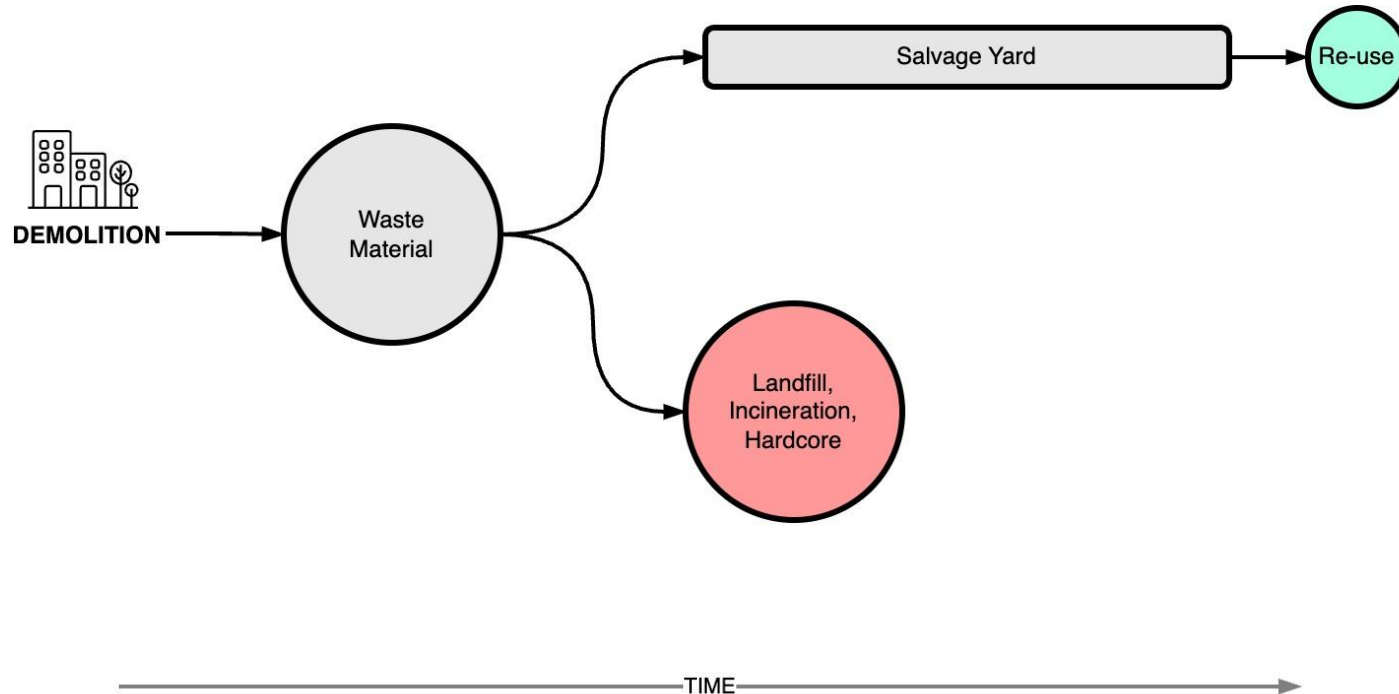 Salvage Yard
Re-use
DEMOLITION
Waste
Material
Landfill,
Incineration,
Hardcore
TIME